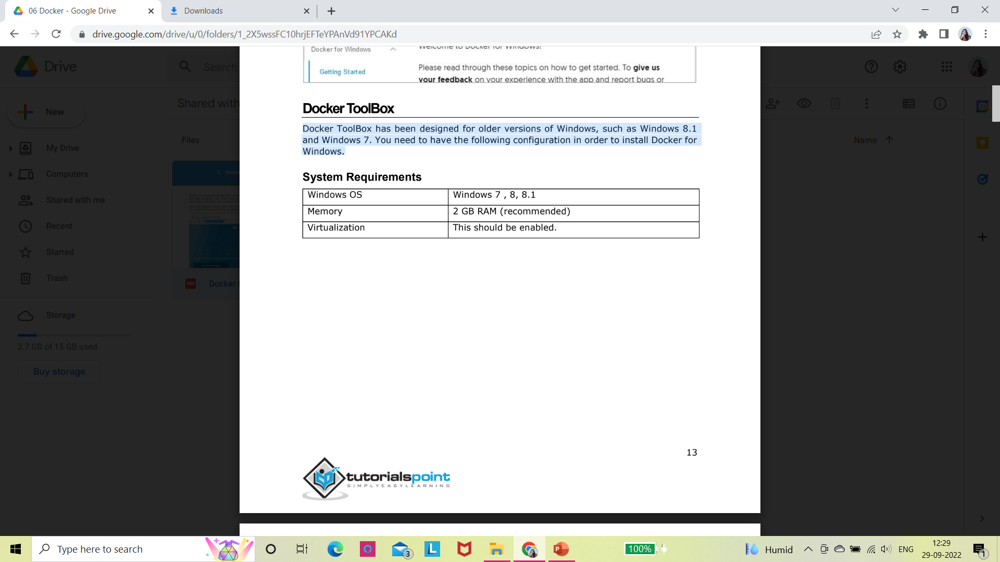 06 Docker - Google Drive
Downloads
drive.google.com/drive/u/0/folders/1_2X5wssFC10hrjEFTeYPAnVd91YPCAKd
Drive
Search
New
Shared with
Files
Name
My Drive
Computers
Shared with me
Recent
Starred
Trash
Storage
2.7 GB of 15 GB used
Buy storage
1. Docke
PDF
Docker
Docker for Windows
Welcome to Docker for Windows!
Getting Started
Please read through these topics on how to get started. To give us
your feedback on your experience with the app and report bugs or
Docker ToolBox
Docker ToolBox has been designed for older versions of Windows, such as Windows 8.1
and Windows 7. You need to have the following configuration in order to install Docker for
Windows.
System Requirements
Windows OS Windows 7 , 8, 8.1
Memory 2 GB RAM (recommended)
Virtualization This should be enabled.
13
tutorialspoint
SIMPLYEASYLEARNING
31
Type here to search
3
L
P
100%
Humid
ENG
12:29
29-09-2022
1